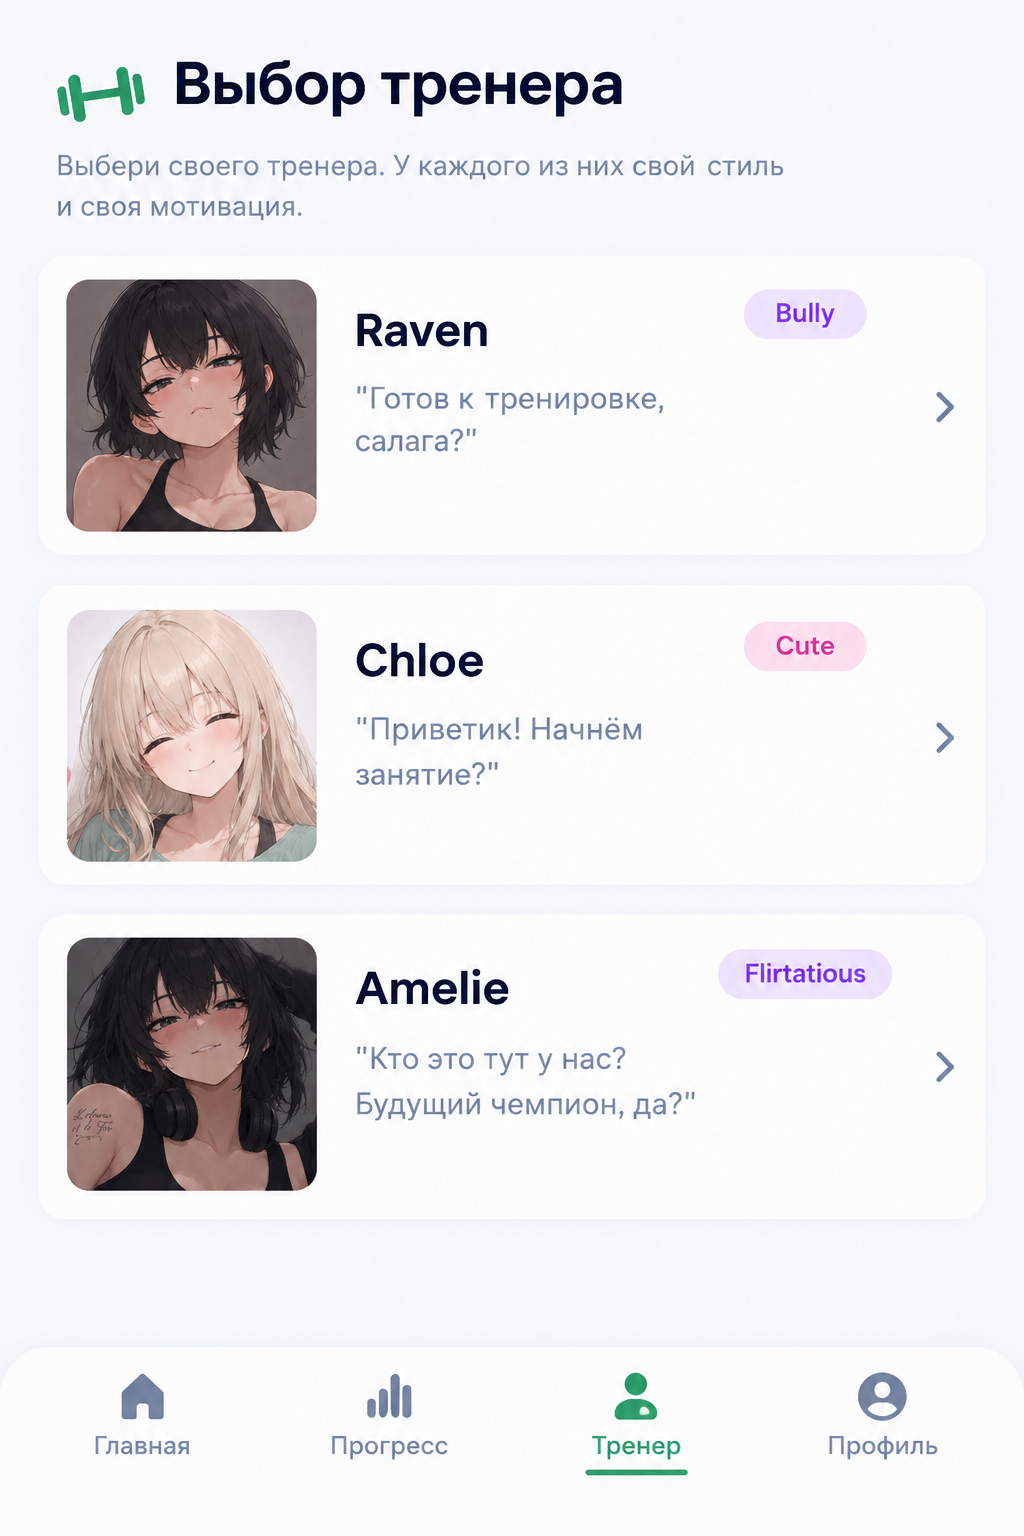 Выбор тренера
Выбери своего тренера. У каждого из них свой стиль
и своя мотивация.
Raven
Bully
"Готов к тренировке,
салага?"
Chloe
Cute
"Приветик! Начнём
занятие?"
Amelie
Flirtatious
"Кто это тут у нас?
Будущий чемпион, да?"
Главная
Прогресс
Тренер
Профиль